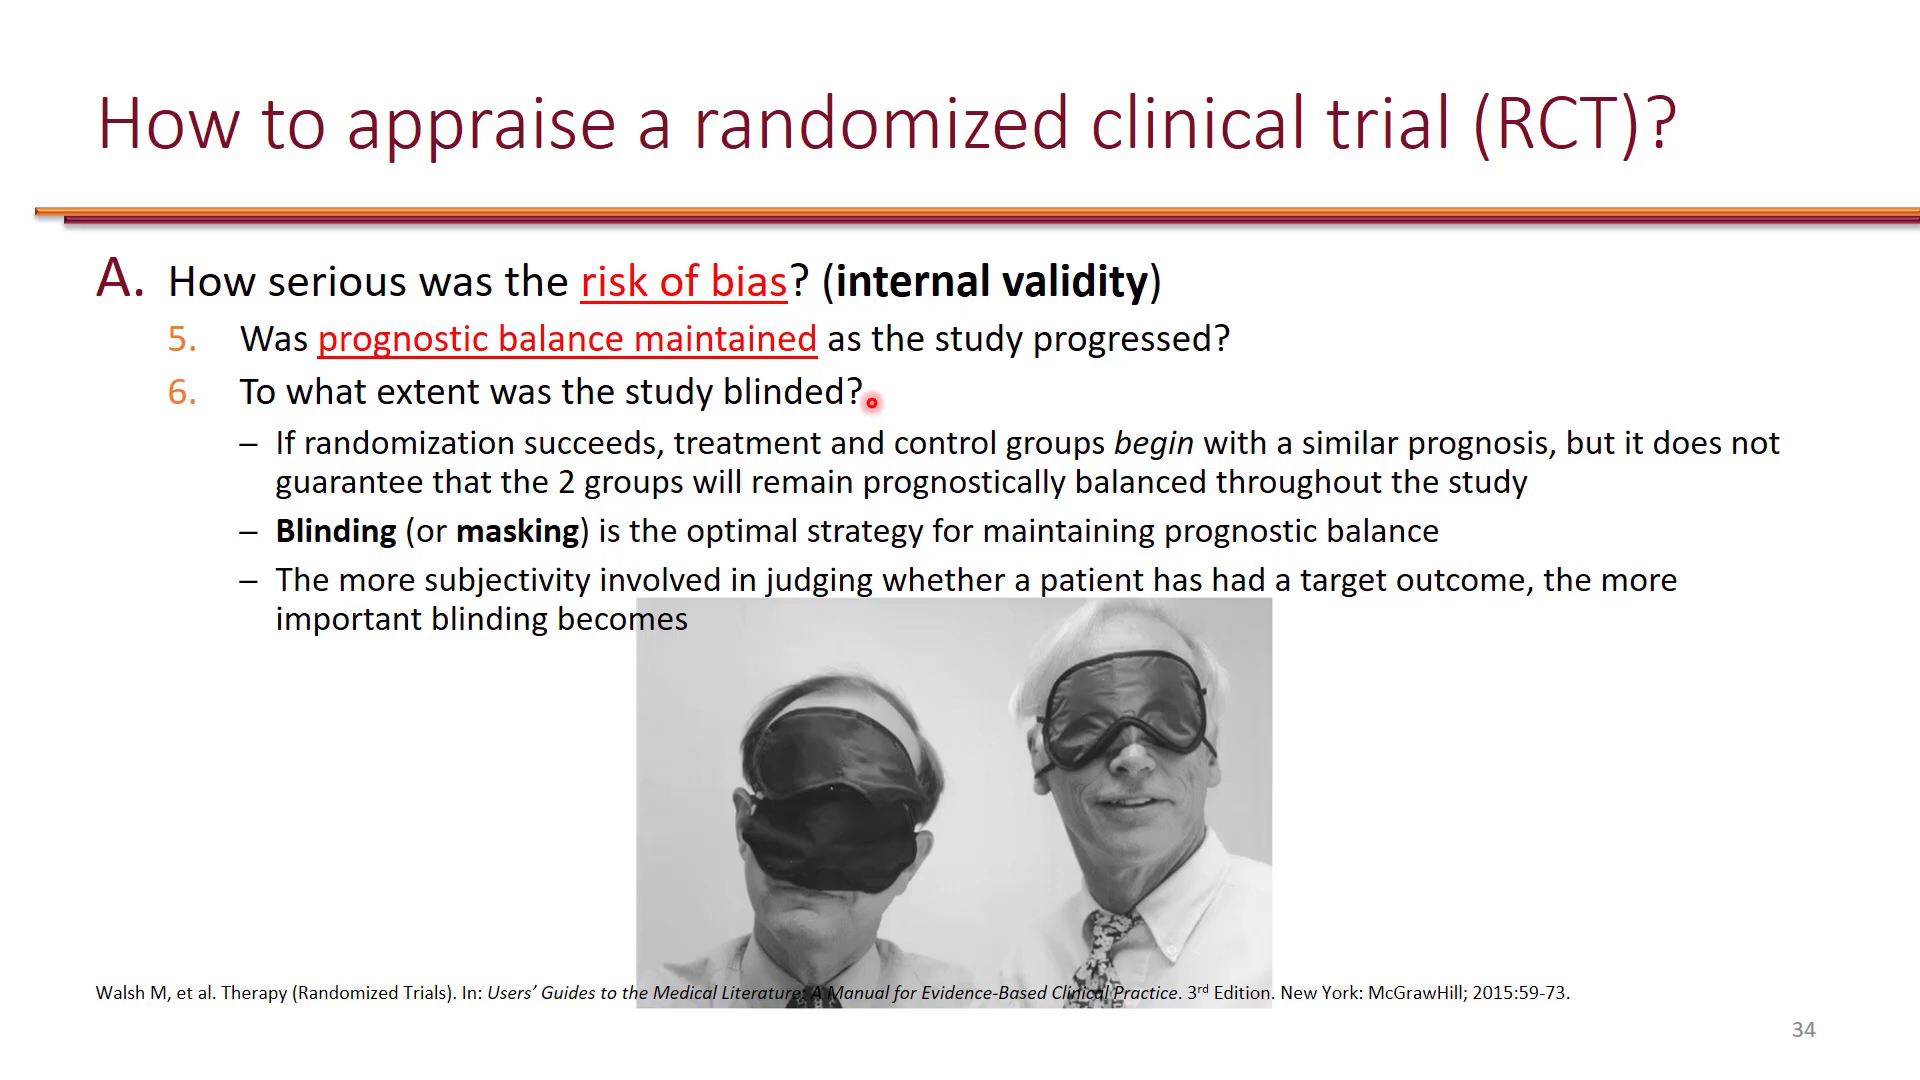 How to appraise a randomized clinical trial (RCT)?
A. How serious was the risk of bias? (internal validity)
5. Was prognostic balance maintained as the study progressed?
6. To what extent was the study blinded?
– If randomization succeeds, treatment and control groups begin with a similar prognosis, but it does not
guarantee that the 2 groups will remain prognostically balanced throughout the study
– Blinding (or masking) is the optimal strategy for maintaining prognostic balance
– The more subjectivity involved in judging whether a patient has had a target outcome, the more
important blinding becomes
Walsh M, et al. Therapy (Randomized Trials). In: Users’ Guides to the Medical Literature: A Manual for Evidence-Based Clinical Practice. 3rd Edition. New York: McGrawHill; 2015:59-73.
34